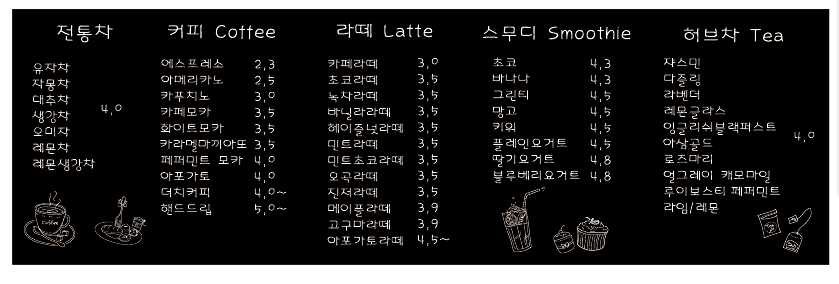 전통차
유자차
자몽차
대추차
생강차
오미자
레몬차
레몬생강차
4,0
커피 Coffee
에스프레소 2,3
아메리카노 2,5
카푸치노 3,0
카페모카 3,5
화이트모카 3,5
카라멜마끼아또 3,5
페퍼민트 모카 4,0
아포가토 4,0
더치커피 4,0~
핸드드립 5,0~
라떼 Latte
카페라떼 3,0
초코라떼 3,5
녹차라떼 3,5
바닐라라떼 3,5
헤이즐넛라떼 3,5
민트라떼 3,5
민트초코라떼 3,5
오곡라떼 3,5
진저라떼 3,5
메이플라떼 3,9
고구마라떼 3,9
아포가토라떼 4,5~
스무디 Smoothie
초코 4,3
바나나 4,3
그린티 4,5
망고 4,5
키위 4,5
플레인요거트 4,5
딸기요거트 4,8
블루베리요거트 4,8
허브차 Tea
쟈스민
다즐링
라벤더
레몬글라스
잉글리쉬블랙퍼스트
아삼골드
로즈마리
얼그레이 캐모마일
루이보스티 페퍼민트
라임/레몬
4,0